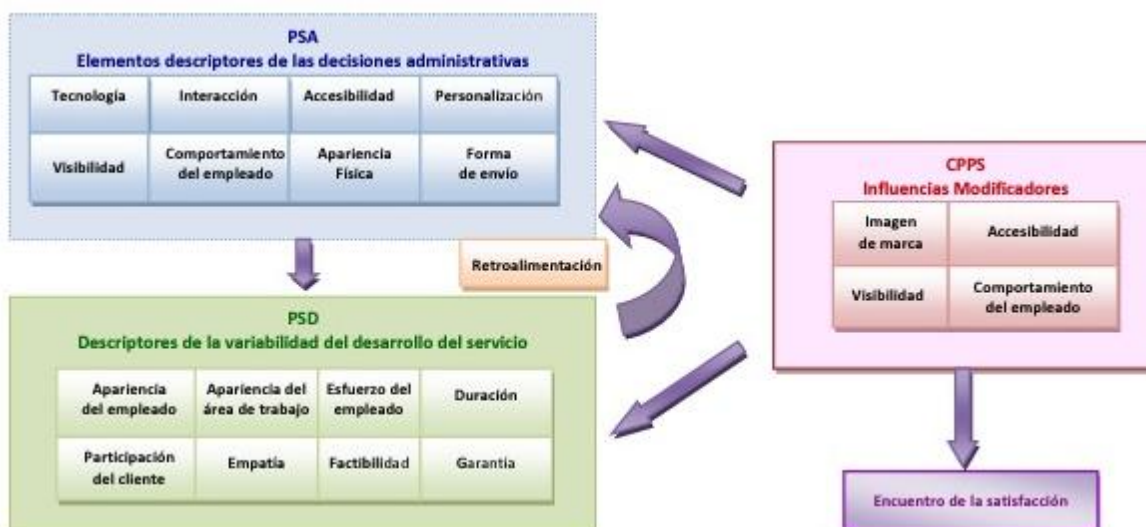 PSA
Elementos descriptores de las decisiones administrativas
Tecnología
Interacción
Accesibilidad
Personalización
Visibilidad
Comportamiento
del empleado
Apariencia
Física
Forma
de envío
Retroalimentación
PSD
Descriptores de la variabilidad del desarrollo del servicio
Apariencia
del empleado
Apariencia del
área de trabajo
Esfuerzo del
empleado
Duración
Participación
del cliente
Empatía
Factibilidad
Garantía
CPPS
Influencias Modificadores
Imagen
de marca
Accesibilidad
Visibilidad
Comportamiento
del empleado
Encuentro de la satisfacción